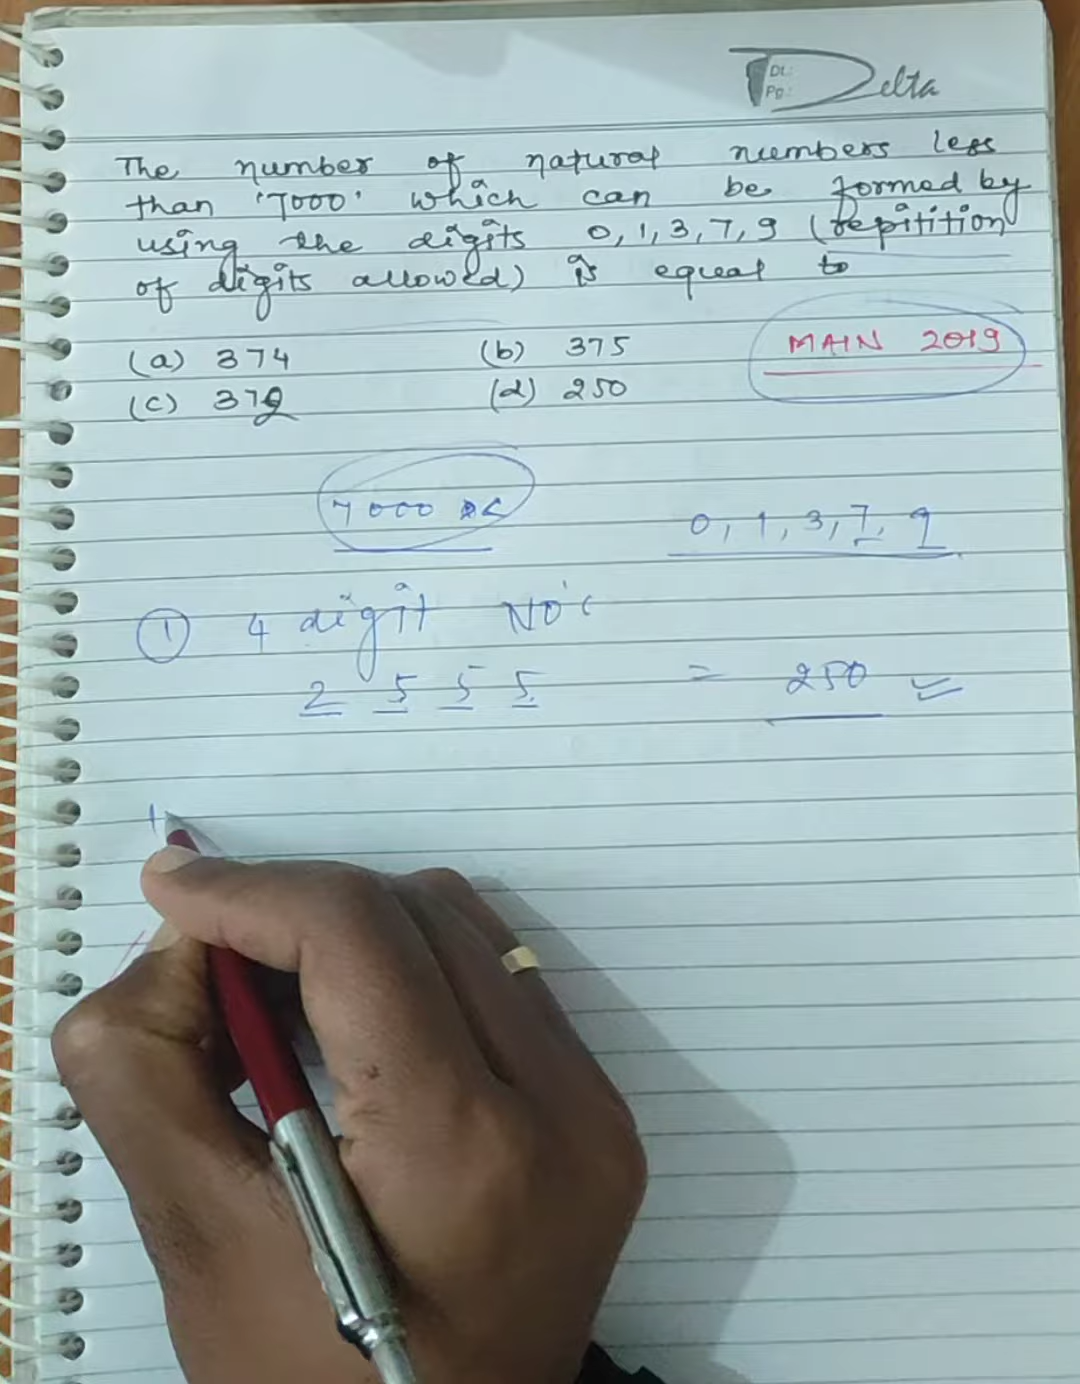 DL:
Pg:
Delta
The number of natural numbers less
than '7000' which can be formed by
using the digits 0, 1, 3, 7, 9 (repitition
of digits allowed) is equal to
(a) 374 (b) 375 MAIN 2019
(c) 372 (d) 250
7000
0, 1, 3, 7, 9
① 4 digit
2 5 5 5 = 250